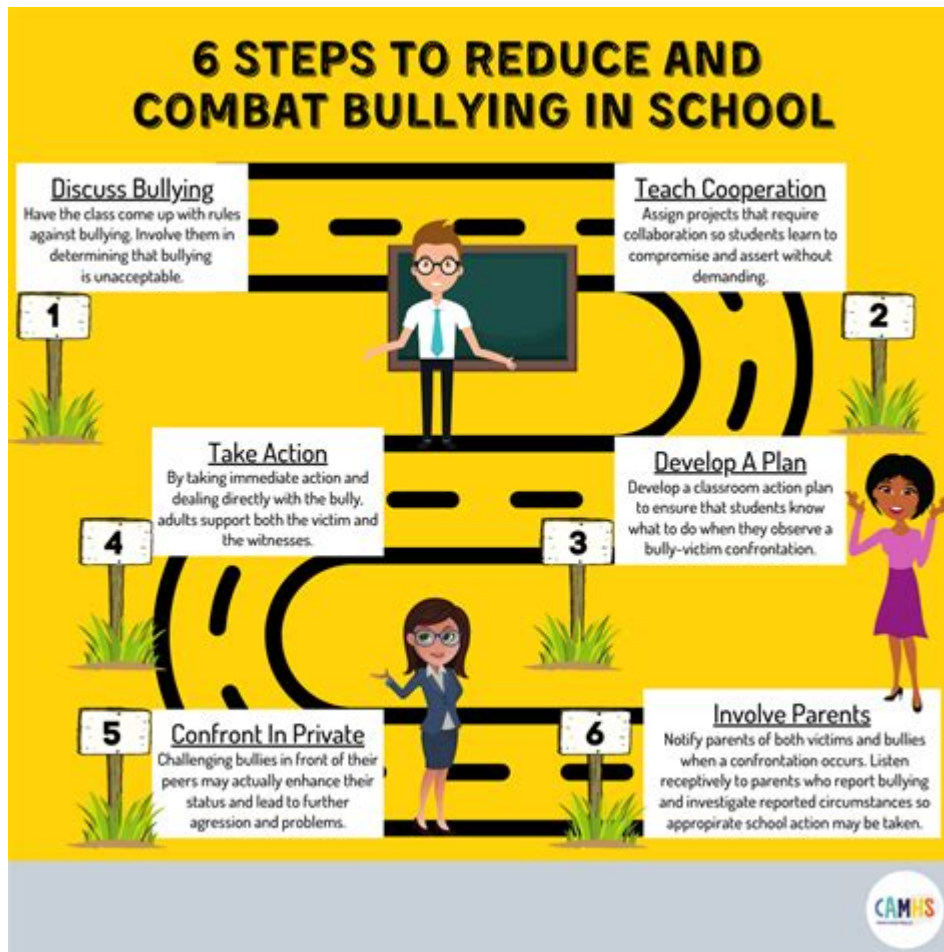 6 STEPS TO REDUCE AND
COMBAT BULLYING IN SCHOOL
1
Discuss Bullying
Have the class come up with rules
against bullying. Involve them in
determining that bullying
is unacceptable.
2
Teach Cooperation
Assign projects that require
collaboration so students learn to
compromise and assert without
demanding.
3
Develop A Plan
Develop a classroom action plan
to ensure that students know
what to do when they observe a
bully-victim confrontation.
4
Take Action
By taking immediate action and
dealing directly with the bully,
adults support both the victim and
the witnesses.
5
Confront In Private
Challenging bullies in front of their
peers may actually enhance their
status and lead to further
agression and problems.
6
Involve Parents
Notify parents of both victims and bullies
when a confrontation occurs. Listen
receptively to parents who report bullying
and investigate reported circumstances so
appropirate school action may be taken.
CAMHS